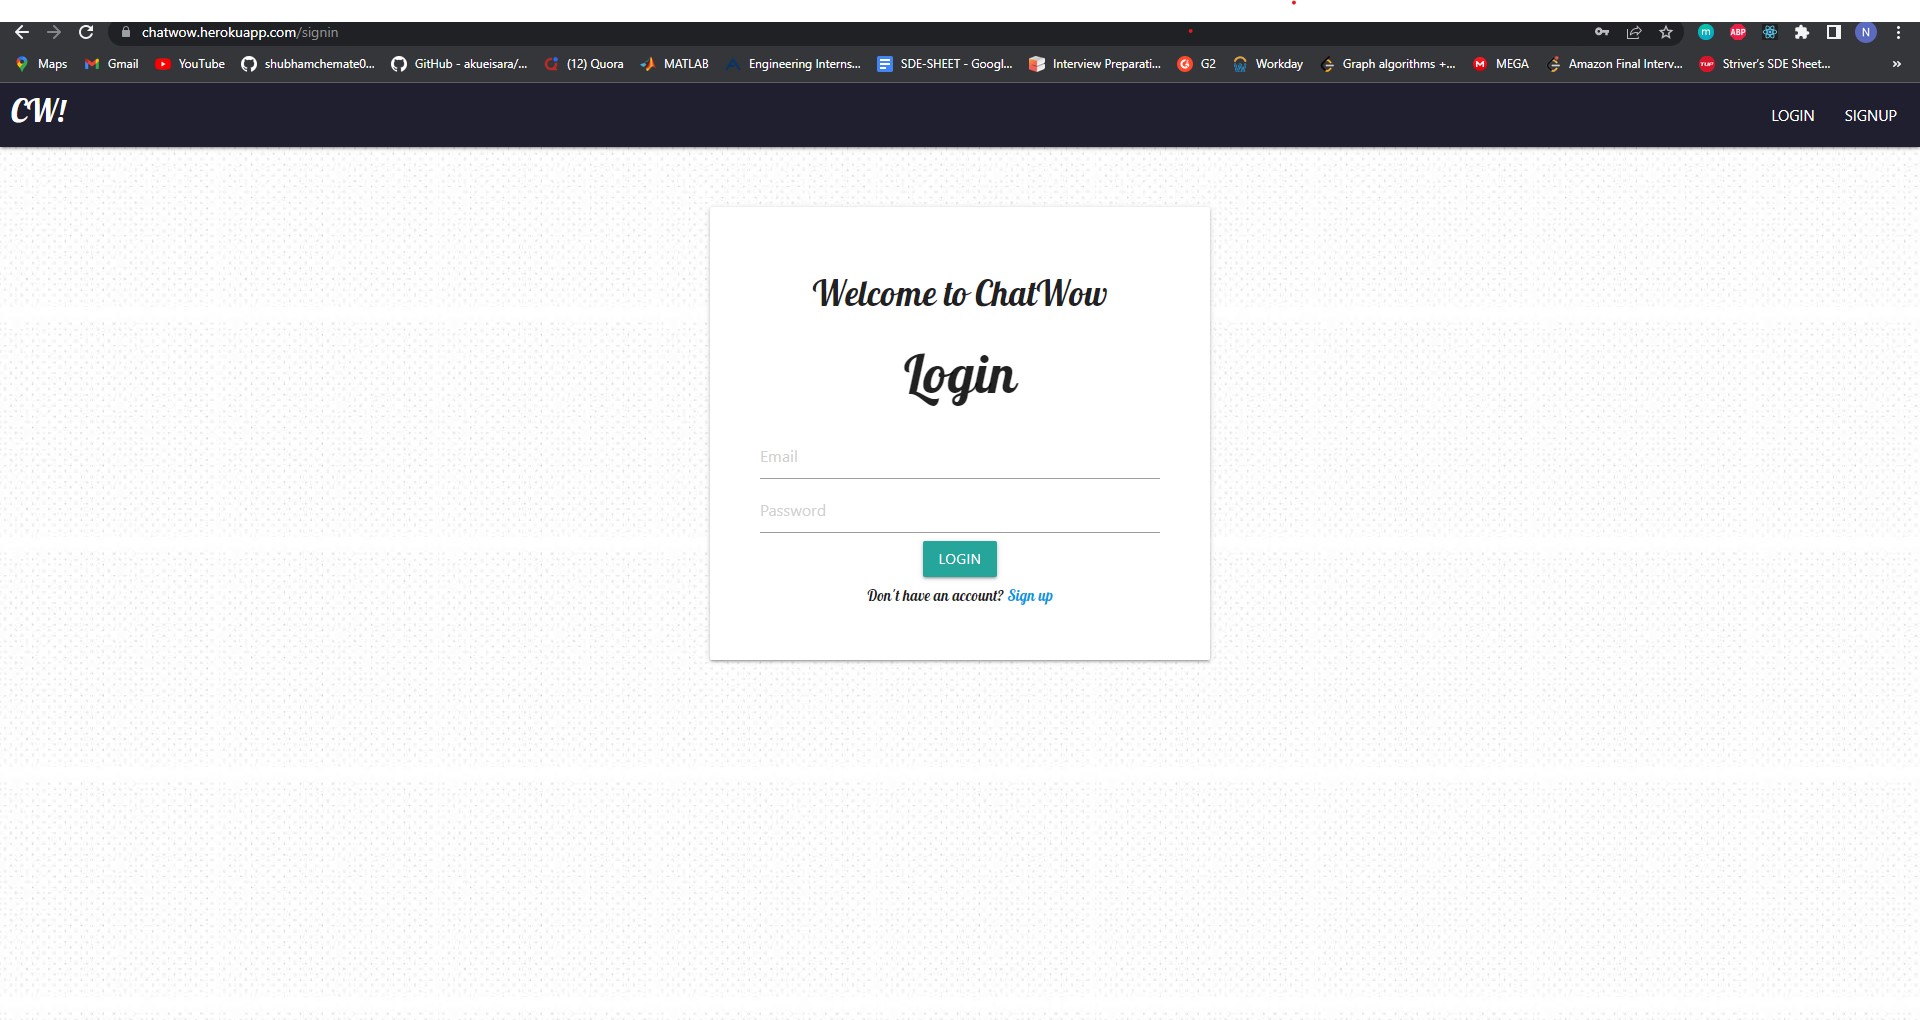 chatwow.herokuapp.com/signin
m ABP N
Maps Gmail YouTube shubhamchemate0... GitHub - akueisara/... (12) Quora MATLAB Engineering Interns... SDE-SHEET - Googl... Interview Preparati... G2 Workday Graph algorithms +... MEGA Amazon Final Interv... Striver's SDE Sheet... »
CW! LOGIN SIGNUP
Welcome to ChatWow
Login
Email
Password
LOGIN
Don't have an account? Sign up